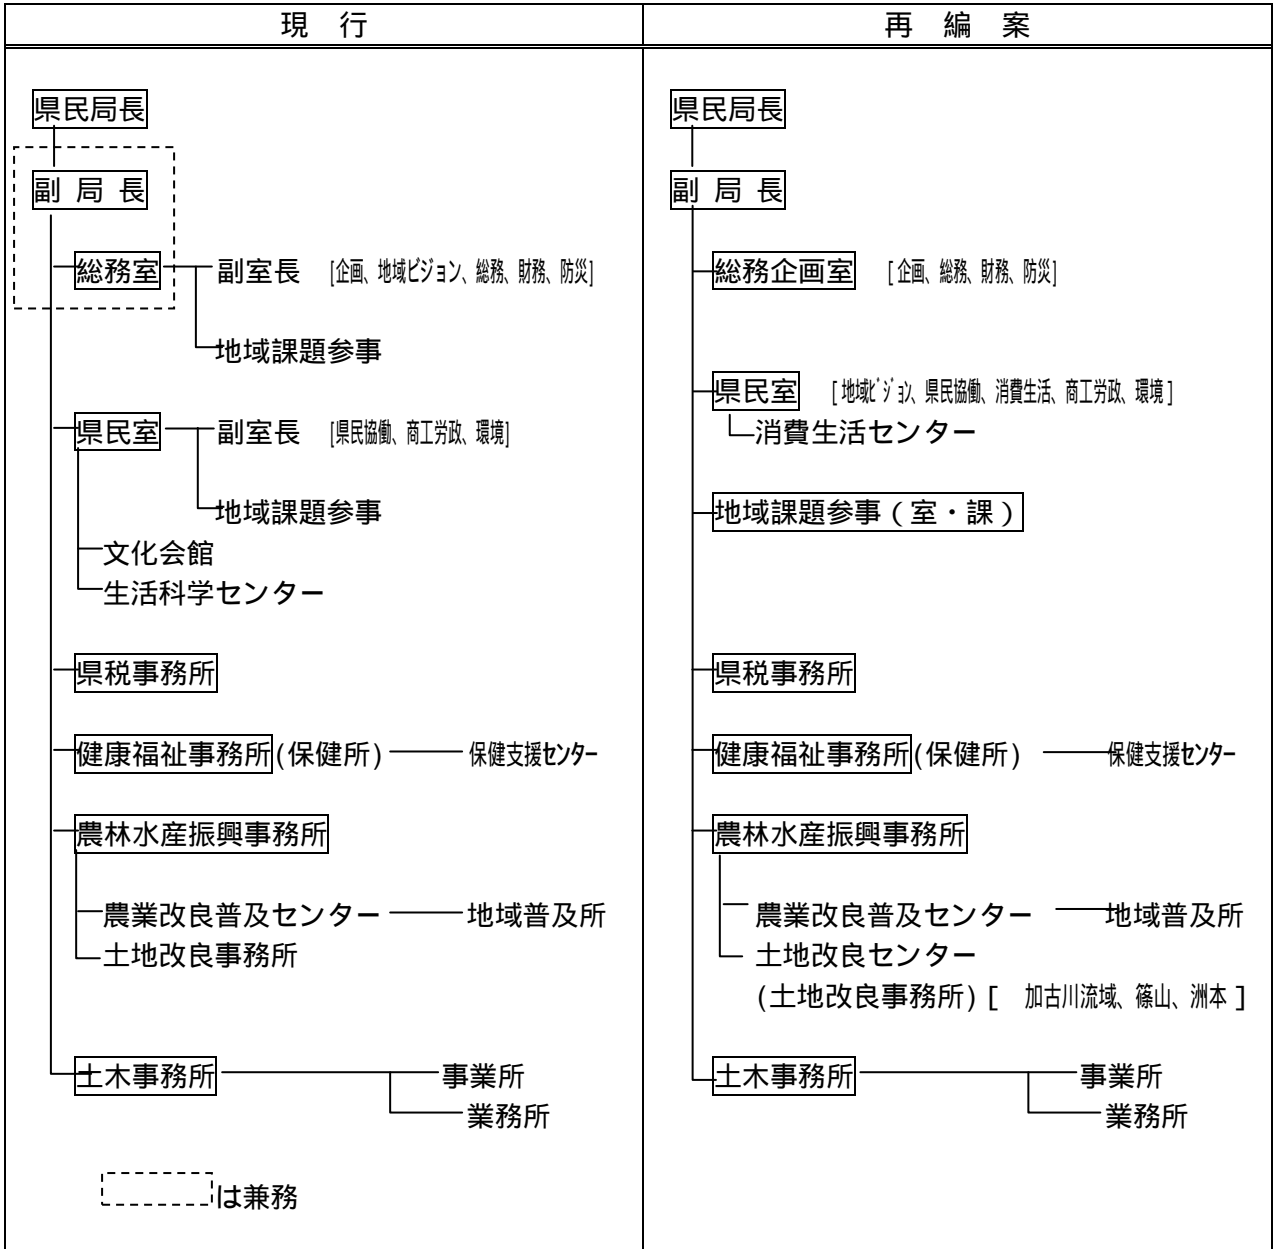 現　行
再　編　案
県民局長
副 局 長
総務室 副室長 [企画、地域ビジョン、総務、財務、防災]
地域課題参事
県民室 副室長 [県民協働、商工労政、環境]
地域課題参事
文化会館
生活科学センター
県税事務所
健康福祉事務所(保健所) 保健支援センター
農林水産振興事務所
農業改良普及センター 地域普及所
土地改良事務所
土木事務所 事業所
業務所
は兼務
県民局長
副 局 長
総務企画室 [企画、総務、財務、防災]
県民室 [地域ﾋﾞｼﾞｮﾝ、県民協働、消費生活、商工労政、環境]
消費生活センター
地域課題参事（室・課）
県税事務所
健康福祉事務所(保健所) 保健支援センター
農林水産振興事務所
農業改良普及センター 地域普及所
土地改良センター
(土地改良事務所)[ 加古川流域、篠山、洲本 ]
土木事務所 事業所
業務所